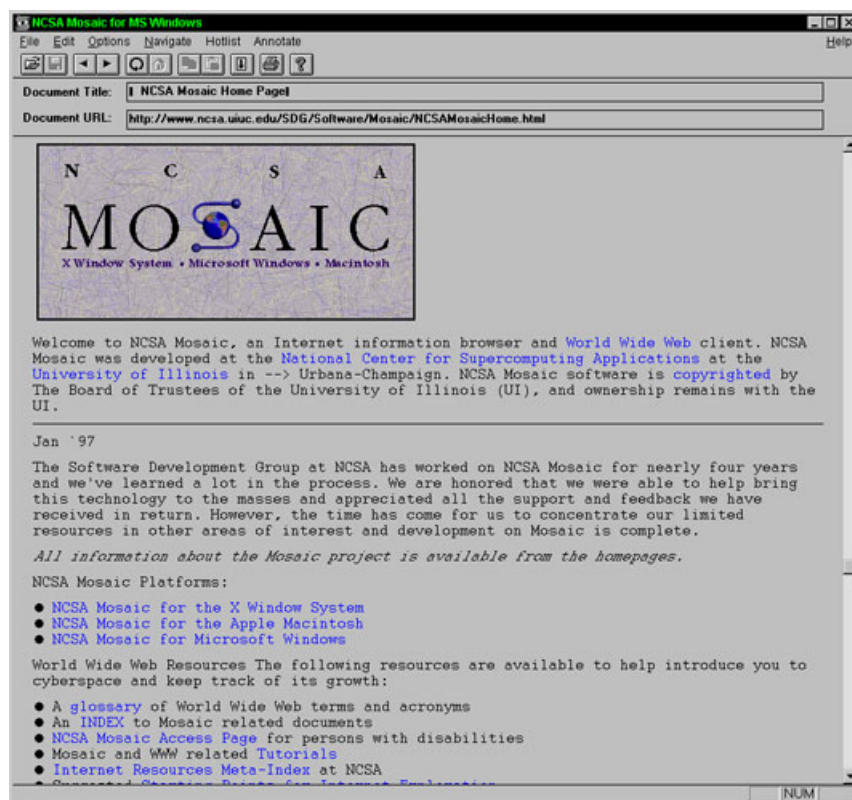 NCSA Mosaic for MS Windows
File Edit Options Navigate Hotlist Annotate Help
Document Title: NCSA Mosaic Home Page
Document URL: http://www.ncsa.uiuc.edu/SDG/Software/Mosaic/NCSAMosaicHome.html
N C S A
MOSAIC
X Window System • Microsoft Windows • Macintosh
Welcome to NCSA Mosaic, an Internet information browser and World Wide Web client. NCSA
Mosaic was developed at the National Center for Supercomputing Applications at the
University of Illinois in --> Urbana-Champaign. NCSA Mosaic software is copyrighted by
The Board of Trustees of the University of Illinois (UI), and ownership remains with the
UI.
Jan `97
The Software Development Group at NCSA has worked on NCSA Mosaic for nearly four years
and we've learned a lot in the process. We are honored that we were able to help bring
this technology to the masses and appreciated all the support and feedback we have
received in return. However, the time has come for us to concentrate our limited
resources in other areas of interest and development on Mosaic is complete.
All information about the Mosaic project is available from the homepages.
NCSA Mosaic Platforms:
● NCSA Mosaic for the X Window System
● NCSA Mosaic for the Apple Macintosh
● NCSA Mosaic for Microsoft Windows
World Wide Web Resources The following resources are available to help introduce you to
cyberspace and keep track of its growth:
● A glossary of World Wide Web terms and acronyms
● An INDEX to Mosaic related documents
● NCSA Mosaic Access Page for persons with disabilities
● Mosaic and WWW related Tutorials
● Internet Resources Meta-Index at NCSA
● Suggested Starting Points for Internet Exploration
NUM